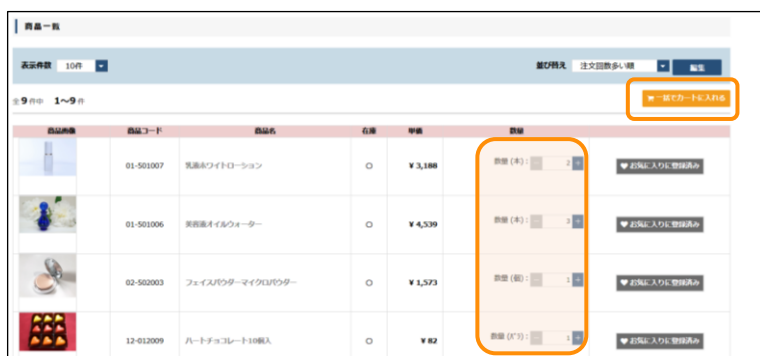 商品一覧
表示件数 10件
並び替え 注文回数多い順 編集
全9件中 1〜9件
一括でカートに入れる
商品画像 商品コード 商品名 在庫 単価 数量
01-501007 乳液ホワイトローション ○ ¥3,188 数量(本): － 2 + ♥お気に入りに登録済み
01-501006 美容液オイルウォーター ○ ¥4,539 数量(本): － 3 + ♥お気に入りに登録済み
02-502003 フェイスパウダーマイクロパウダー ○ ¥1,573 数量(個): － 1 + ♥お気に入りに登録済み
12-012009 ハートチョコレート10個入 ○ ¥82 数量(ﾊﾞﾗ): － 1 + ♥お気に入りに登録済み